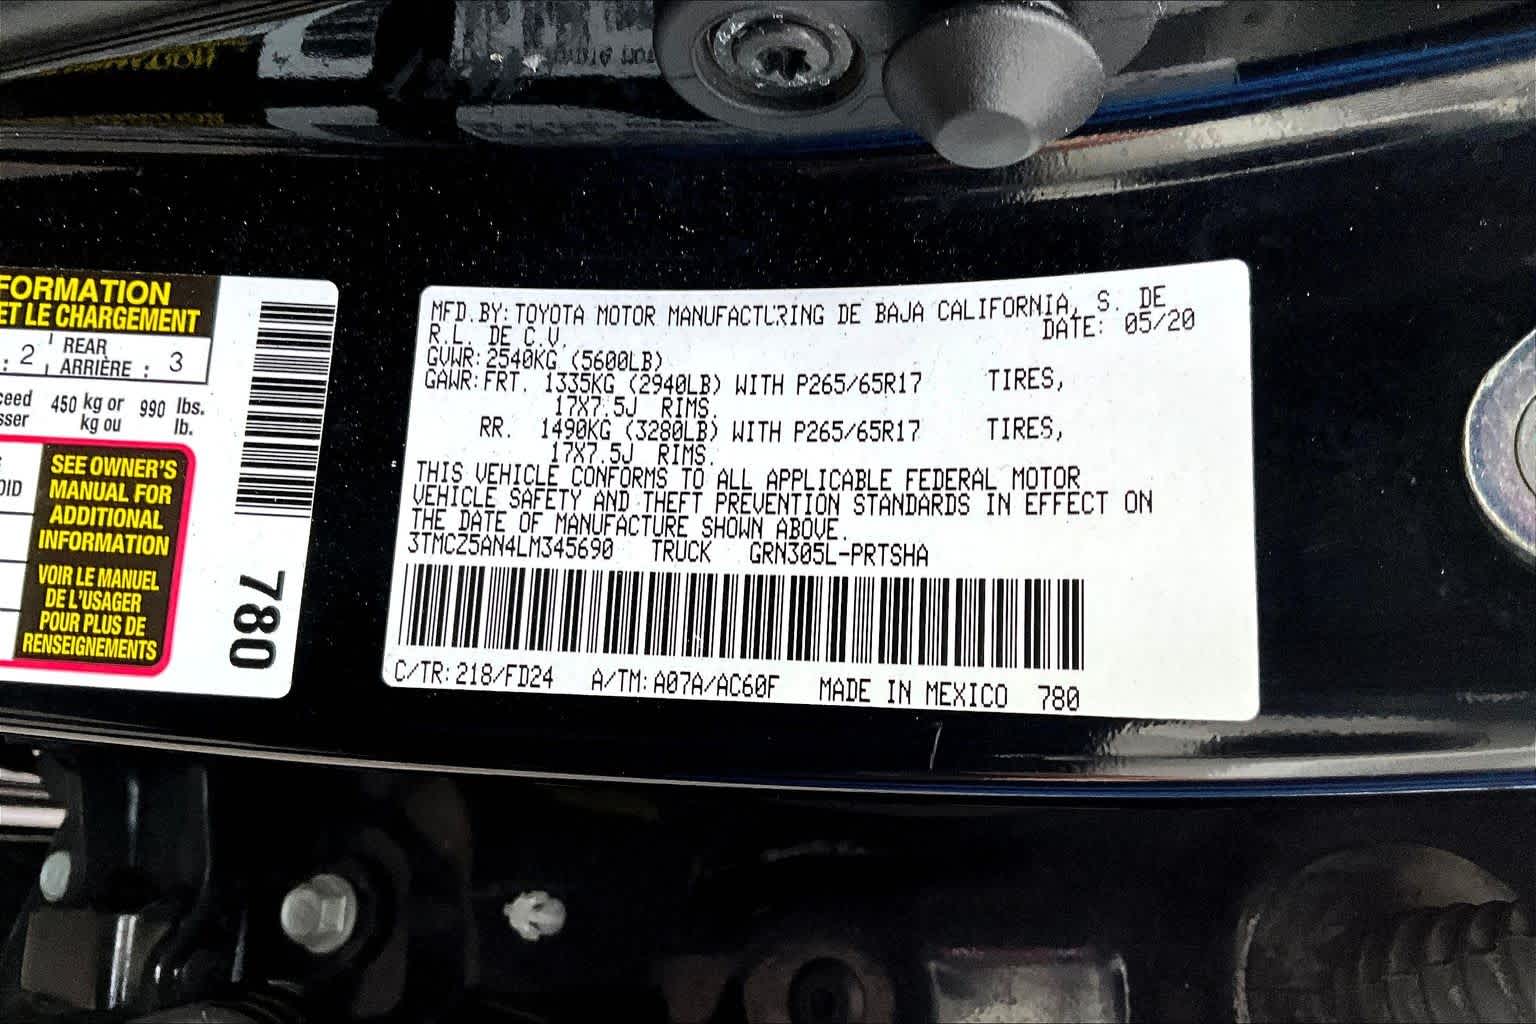 FORMATION
ET LE CHARGEMENT
: 2 REAR
ARRIÈRE : 3
450 kg or 990 lbs.
kg ou lb.
SEE OWNER'S
MANUAL FOR
ADDITIONAL
INFORMATION
VOIR LE MANUEL
DE L'USAGER
POUR PLUS DE
RENSEIGNEMENTS
780
MFD.BY: TOYOTA MOTOR MANUFACTURING DE BAJA CALIFORNIA, S. DE
R.L. DE C.V. DATE: 05/20
GVWR: 2540KG (5600LB)
GAWR: FRT. 1335KG (2940LB) WITH P265/65R17 TIRES,
17X7.5J RIMS.
RR. 1490KG (3280LB) WITH P265/65R17 TIRES,
17X7.5J RIMS.
THIS VEHICLE CONFORMS TO ALL APPLICABLE FEDERAL MOTOR
VEHICLE SAFETY AND THEFT PREVENTION STANDARDS IN EFFECT ON
THE DATE OF MANUFACTURE SHOWN ABOVE.
3TMCZ5AN4LM345690 TRUCK GRN305L-PRTSHA
C/TR: 218/FD24 A/TM: A07A/AC60F MADE IN MEXICO 780